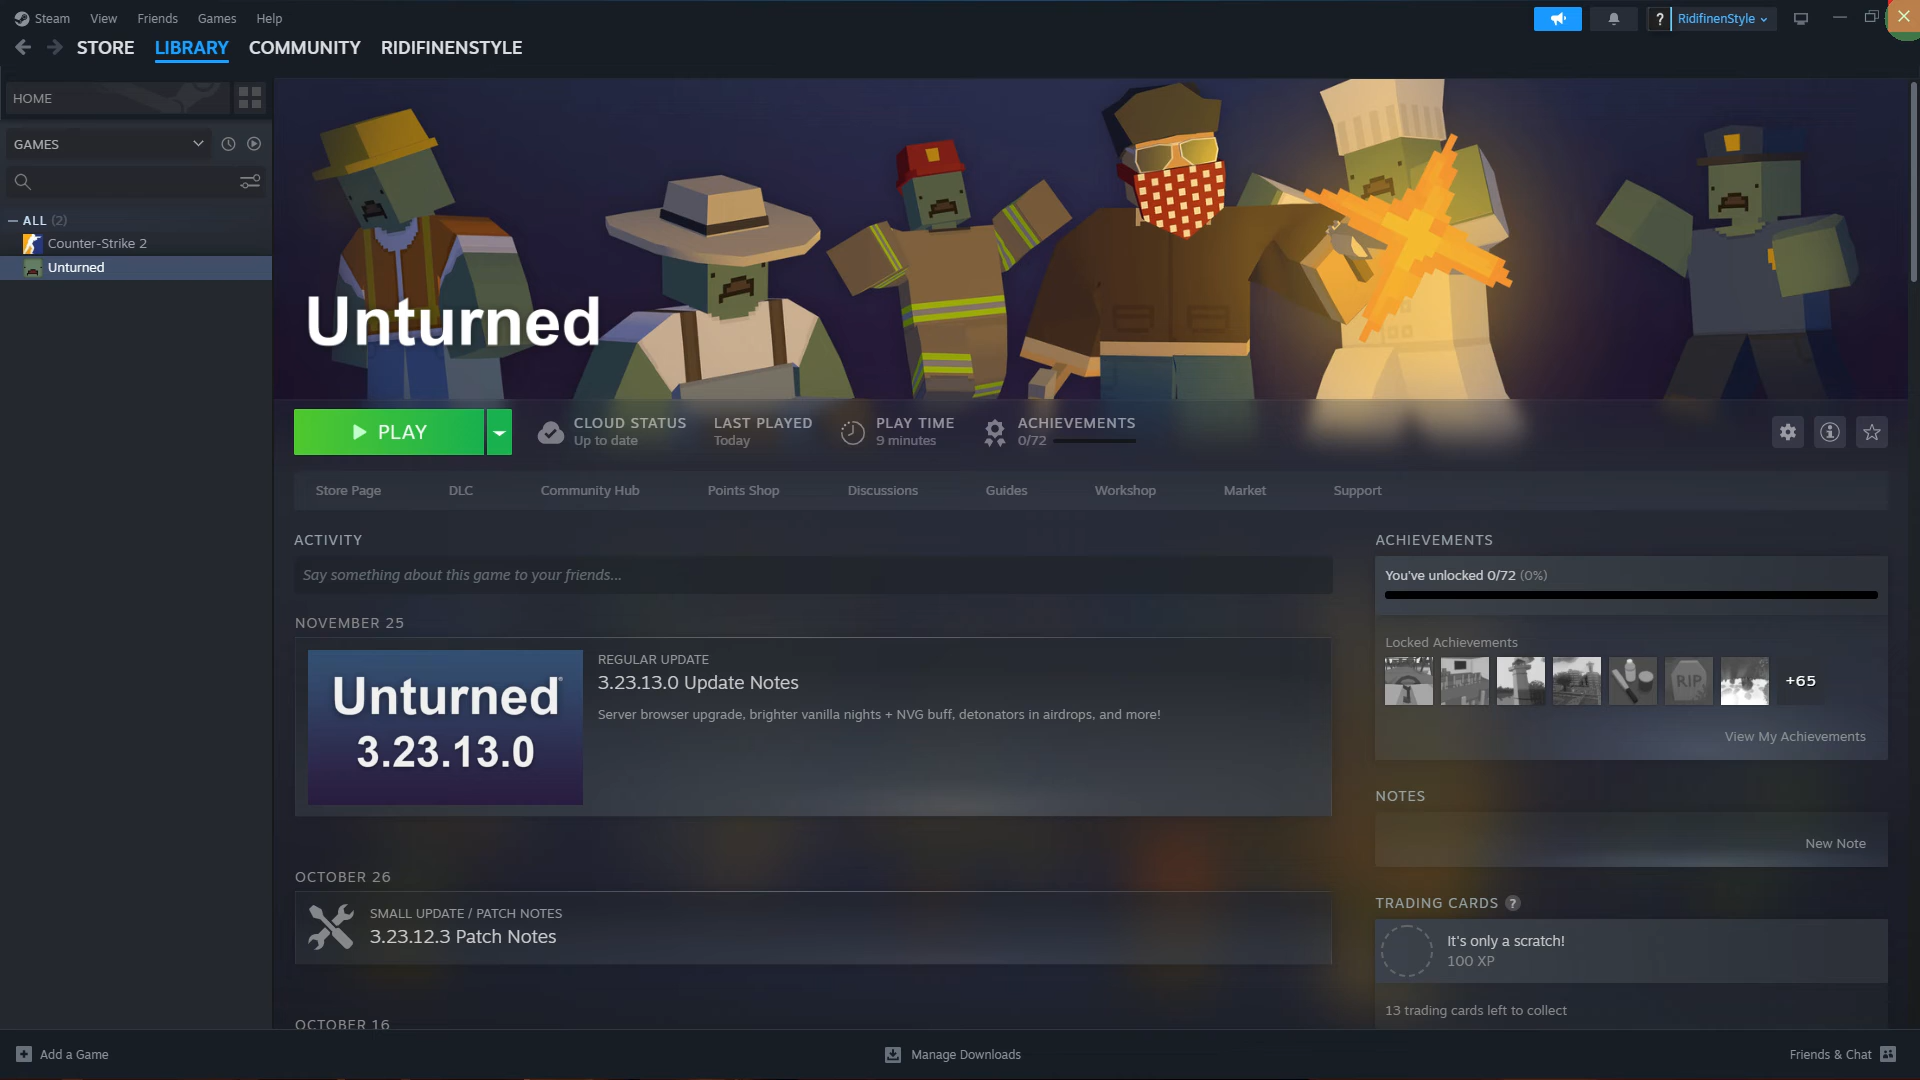 Steam View Friends Games Help
? RidifinenStyle
STORE LIBRARY COMMUNITY RIDIFINENSTYLE
HOME
GAMES
ALL (2)
Counter-Strike 2
Unturned
Unturned
PLAY
CLOUD STATUS
Up to date
LAST PLAYED
Today
PLAY TIME
9 minutes
ACHIEVEMENTS
0/72
Store Page DLC Community Hub Points Shop Discussions Guides Workshop Market Support
ACTIVITY
Say something about this game to your friends...
NOVEMBER 25
Unturned®
3.23.13.0
REGULAR UPDATE
3.23.13.0 Update Notes
Server browser upgrade, brighter vanilla nights + NVG buff, detonators in airdrops, and more!
OCTOBER 26
SMALL UPDATE / PATCH NOTES
3.23.12.3 Patch Notes
OCTOBER 16
ACHIEVEMENTS
You've unlocked 0/72 (0%)
Locked Achievements
RIP
+65
View My Achievements
NOTES
New Note
TRADING CARDS ?
It's only a scratch!
100 XP
13 trading cards left to collect
Add a Game
Manage Downloads
Friends & Chat